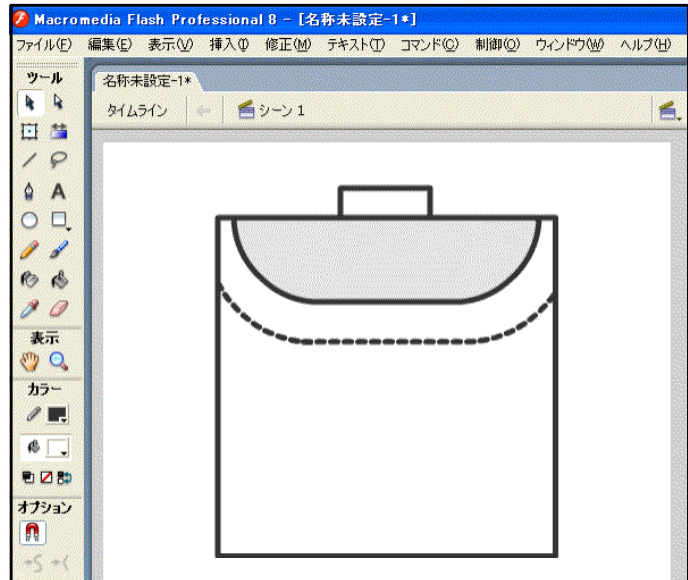 Macromedia Flash Professional 8 - [名称未設定-1*]
ファイル(F) 編集(E) 表示(V) 挿入(I) 修正(M) テキスト(T) コマンド(C) 制御(O) ウィンドウ(W) ヘルプ(H)
ツール
名称未設定-1*
タイムライン シーン 1
表示
カラー
オプション